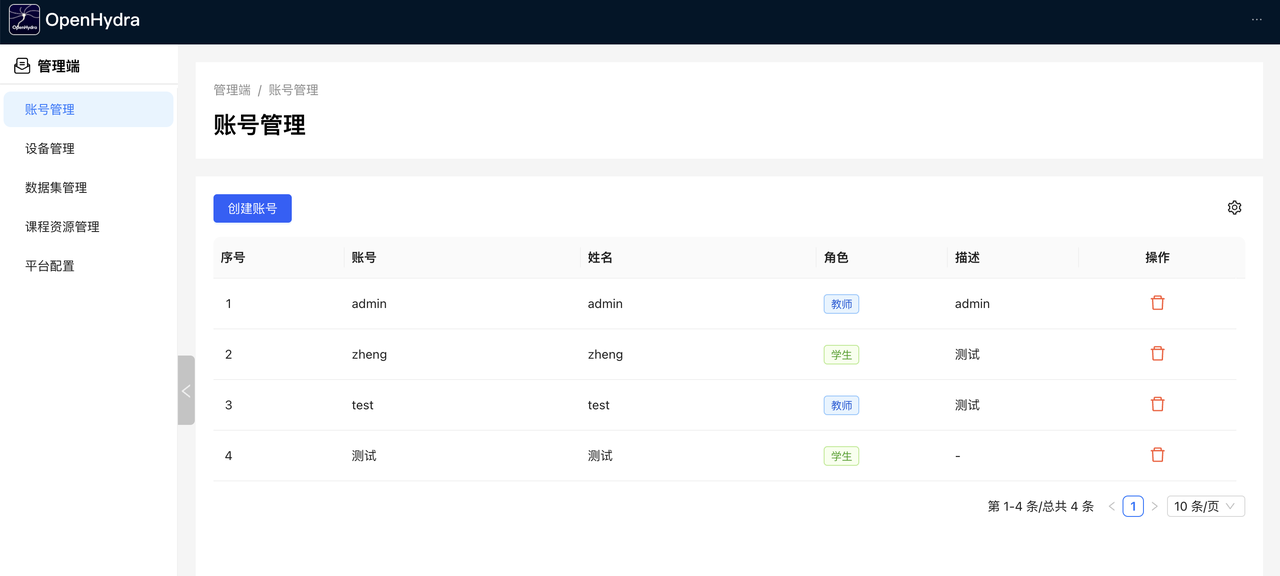 OpenHydra
OpenHydra
...
管理端
账号管理
设备管理
数据集管理
课程资源管理
平台配置
管理端 / 账号管理
账号管理
创建账号
序号 账号 姓名 角色 描述 操作
1 admin admin 教师 admin
2 zheng zheng 学生 测试
3 test test 教师 测试
4 测试 测试 学生 -
第 1-4 条/总共 4 条 < 1 > 10 条/页